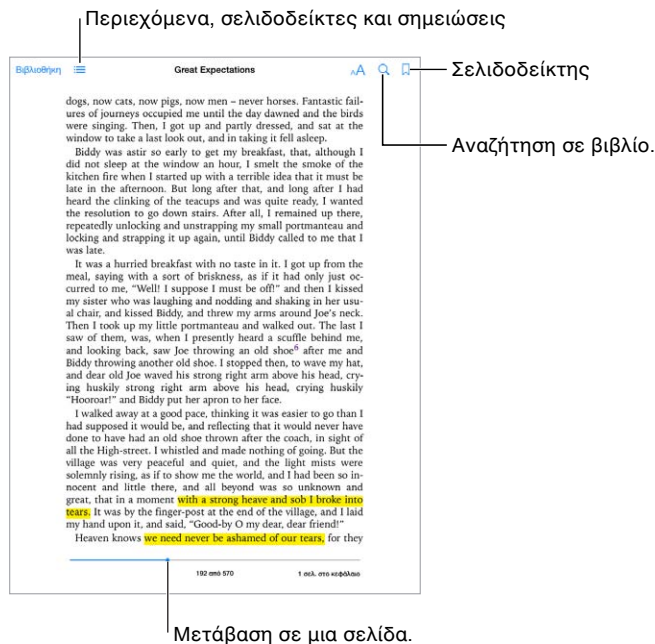 Περιεχόμενα, σελιδοδείκτες και σημειώσεις
Βιβλιοθήκη
Great Expectations
AA
Σελιδοδείκτης
Αναζήτηση σε βιβλίο.
dogs, now cats, now pigs, now men – never horses. Fantastic fail-
ures of journeys occupied me until the day dawned and the birds
were singing. Then, I got up and partly dressed, and sat at the
window to take a last look out, and in taking it fell asleep.
Biddy was astir so early to get my breakfast, that, although I
did not sleep at the window an hour, I smelt the smoke of the
kitchen fire when I started up with a terrible idea that it must be
late in the afternoon. But long after that, and long after I had
heard the clinking of the teacups and was quite ready, I wanted
the resolution to go down stairs. After all, I remained up there,
repeatedly unlocking and unstrapping my small portmanteau and
locking and strapping it up again, until Biddy called to me that I
was late.
It was a hurried breakfast with no taste in it. I got up from the
meal, saying with a sort of briskness, as if it had only just oc-
curred to me, “Well! I suppose I must be off!” and then I kissed
my sister who was laughing and nodding and shaking in her usu-
al chair, and kissed Biddy, and threw my arms around Joe's neck.
Then I took up my little portmanteau and walked out. The last I
saw of them, was, when I presently heard a scuffle behind me,
and looking back, saw Joe throwing an old shoe6 after me and
Biddy throwing another old shoe. I stopped then, to wave my hat,
and dear old Joe waved his strong right arm above his head, cry-
ing huskily strong right arm above his head, crying huskily
“Hooroar!” and Biddy put her apron to her face.
I walked away at a good pace, thinking it was easier to go than I
had supposed it would be, and reflecting that it would never have
done to have had an old shoe thrown after the coach, in sight of
all the High-street. I whistled and made nothing of going. But the
village was very peaceful and quiet, and the light mists were
solemnly rising, as if to show me the world, and I had been so in-
nocent and little there, and all beyond was so unknown and
great, that in a moment with a strong heave and sob I broke into
tears. It was by the finger-post at the end of the village, and I laid
my hand upon it, and said, “Good-by O my dear, dear friend!”
Heaven knows we need never be ashamed of our tears, for they
192 από 570
1 σελ. στο κεφάλαιο
Μετάβαση σε μια σελίδα.